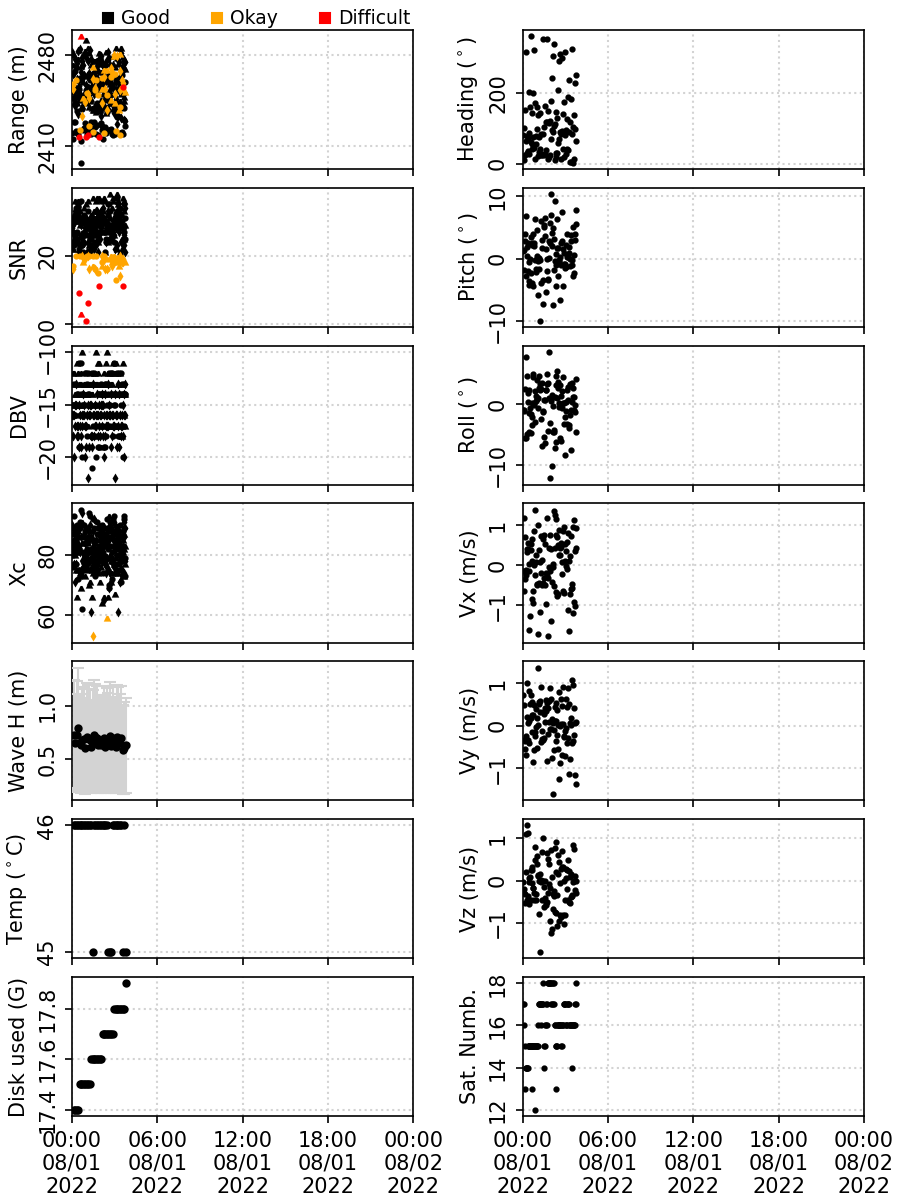 Good Okay Difficult
Range (m)
2480
2410
Heading (°)
200
0
SNR
20
0
Pitch (°)
10
0
−10
DBV
−10
−15
−20
Roll (°)
0
−10
Xc
80
60
Vx (m/s)
1
0
−1
Wave H (m)
1.0
0.5
Vy (m/s)
1
0
−1
Temp (°C)
46
45
Vz (m/s)
1
0
−1
Disk used (G)
17.8
17.6
17.4
Sat. Numb.
18
16
14
12
00:00 06:00 12:00 18:00 00:00
08/01 08/01 08/01 08/01 08/02
2022 2022 2022 2022 2022
00:00 06:00 12:00 18:00 00:00
08/01 08/01 08/01 08/01 08/02
2022 2022 2022 2022 2022